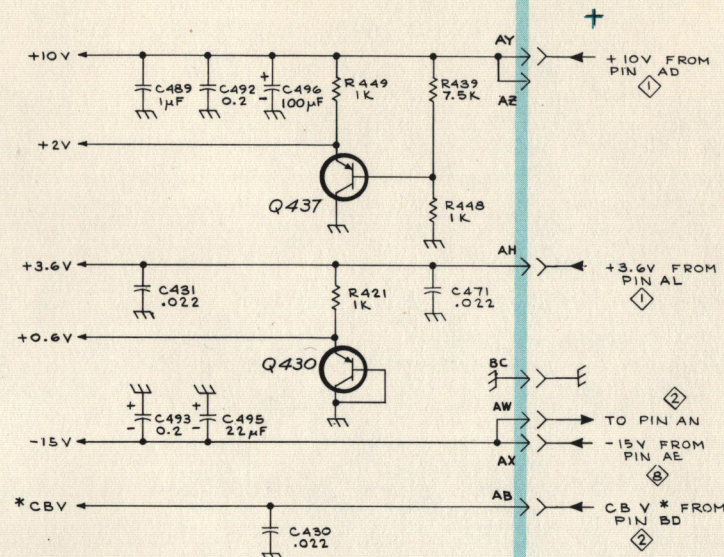 +10V
C489
1µF
C492
0.2
+
-
C496
100µF
R449
1K
R439
7.5K
AY
AZ
+10V FROM
PIN AD
1
+2V
Q437
R448
1K
+3.6V
C431
.022
R421
1K
C471
.022
AH
+3.6V FROM
PIN AL
1
+0.6V
Q430
BC
+
-
C493
0.2
+
-
C495
22µF
AW
2
TO PIN AN
-15V
AX
-15V FROM
PIN AE
8
*CBV
C430
.022
AB
CB V * FROM
PIN BD
2